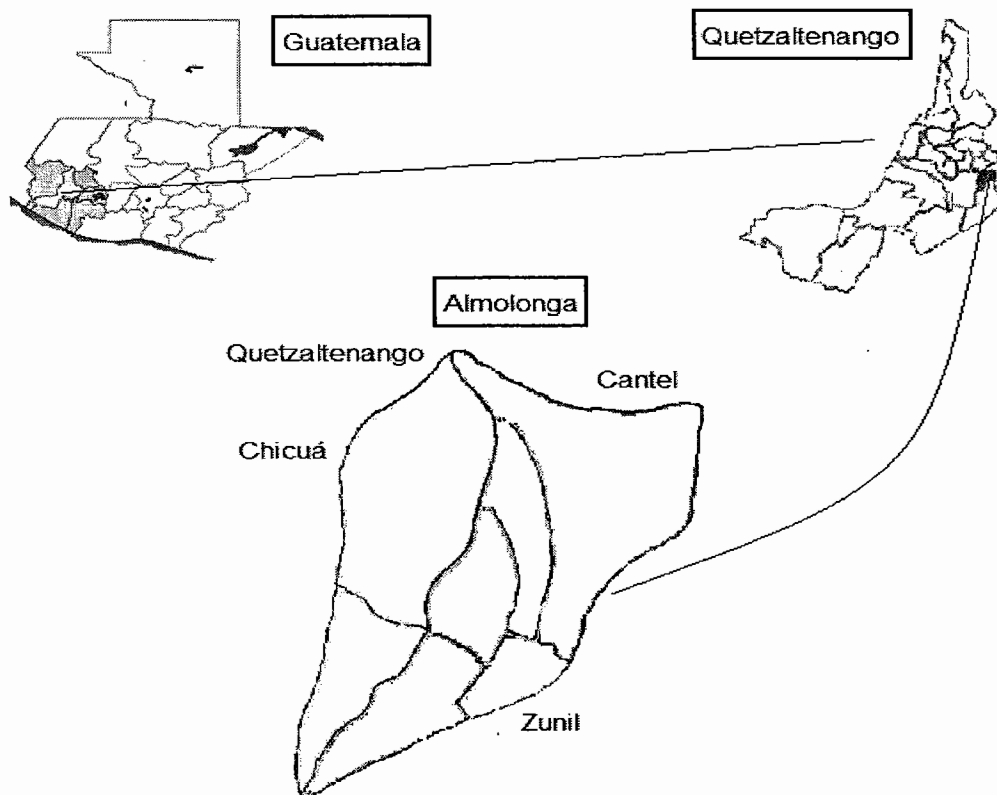 Guatemala
Quetzaltenango
Almolonga
Quetzaltenango
Cantel
Chicuá
Zunil